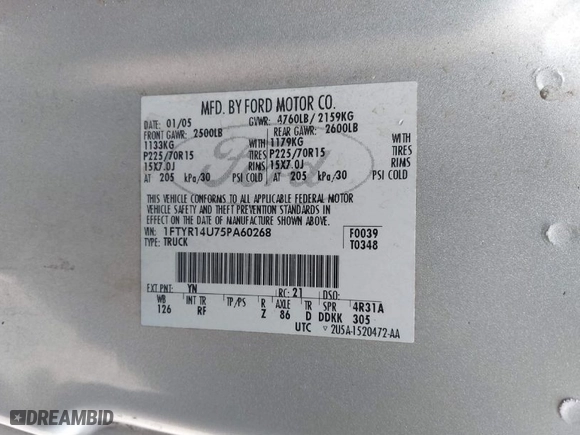 MFD. BY FORD MOTOR CO.
DATE: 01/05 GVWR: 4760LB/ 2159KG
FRONT GAWR: 2500LB REAR GAWR: 2600LB
1133KG WITH 1179KG WITH
P225/70R15 TIRES P225/70R15 TIRES
15X7.0J RIMS 15X7.0J RIMS
AT 205 kPa/30 PSI COLD AT 205 kPa/30 PSI COLD
Ford
THIS VEHICLE CONFORMS TO ALL APPLICABLE FEDERAL MOTOR
VEHICLE SAFETY AND THEFT PREVENTION STANDARDS IN
EFFECT ON THE DATE OF MANUFACTURE SHOWN ABOVE.
VIN: 1FTYR14U75PA60268 F0039
TYPE: TRUCK T0348
EXT PNT: YN RC: 21 DSO:
WB INT TR TP/PS R AXLE TR SPR 4R31A
126 RF Z 86 D DDKK 305
UTC ▽ 2U5A-1520472-AA
DREAMBID